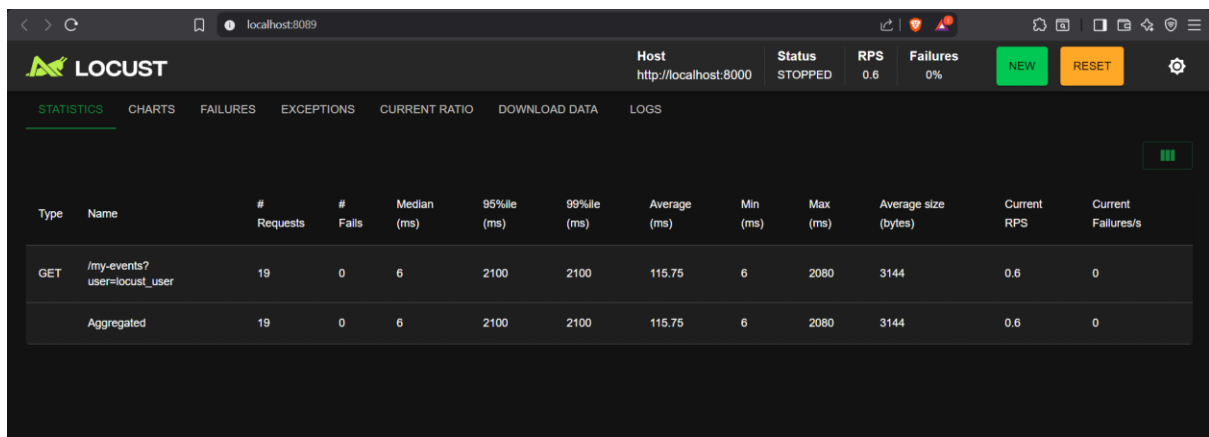 localhost:8089
LOCUST
Host
http://localhost:8000
Status
STOPPED
RPS
0.6
Failures
0%
NEW
RESET
STATISTICS CHARTS FAILURES EXCEPTIONS CURRENT RATIO DOWNLOAD DATA LOGS
Type Name # Requests # Fails Median (ms) 95%ile (ms) 99%ile (ms) Average (ms) Min (ms) Max (ms) Average size (bytes) Current RPS Current Failures/s
GET /my-events?user=locust_user 19 0 6 2100 2100 115.75 6 2080 3144 0.6 0
Aggregated 19 0 6 2100 2100 115.75 6 2080 3144 0.6 0